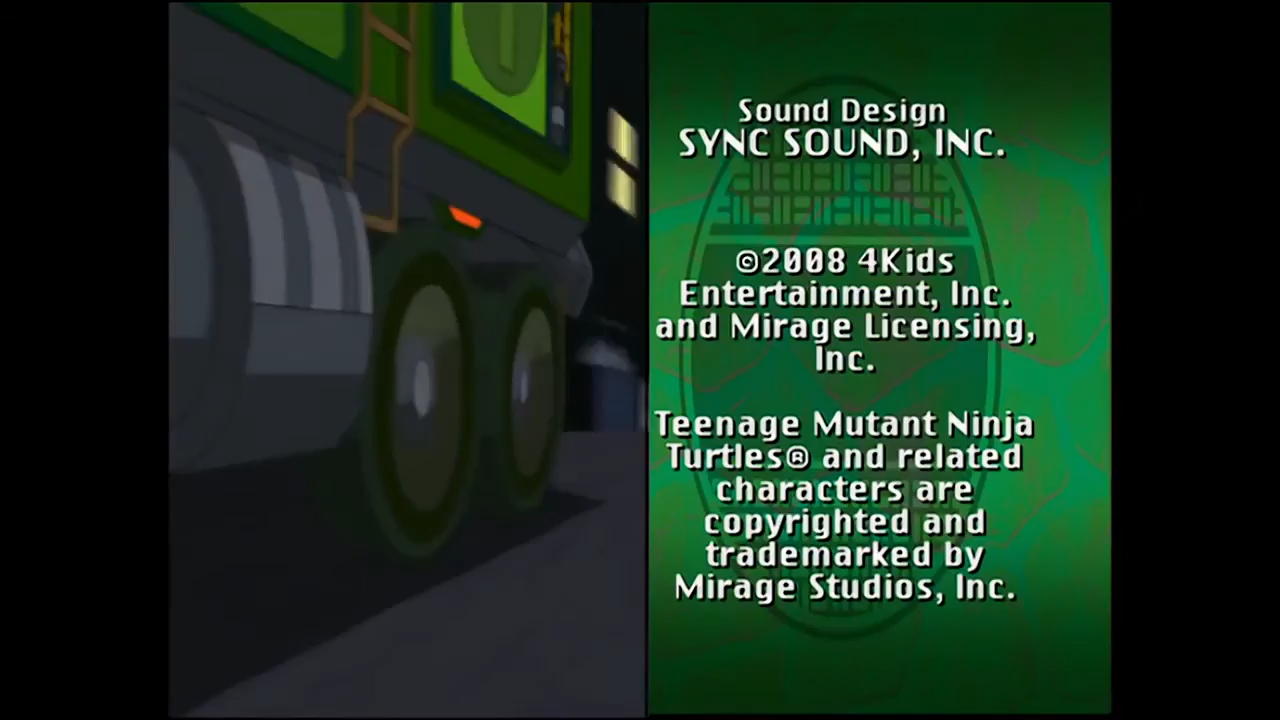 Sound Design
SYNC SOUND, INC.
©2008 4Kids
Entertainment, Inc.
and Mirage Licensing,
Inc.
Teenage Mutant Ninja
Turtles® and related
characters are
copyrighted and
trademarked by
Mirage Studios, Inc.